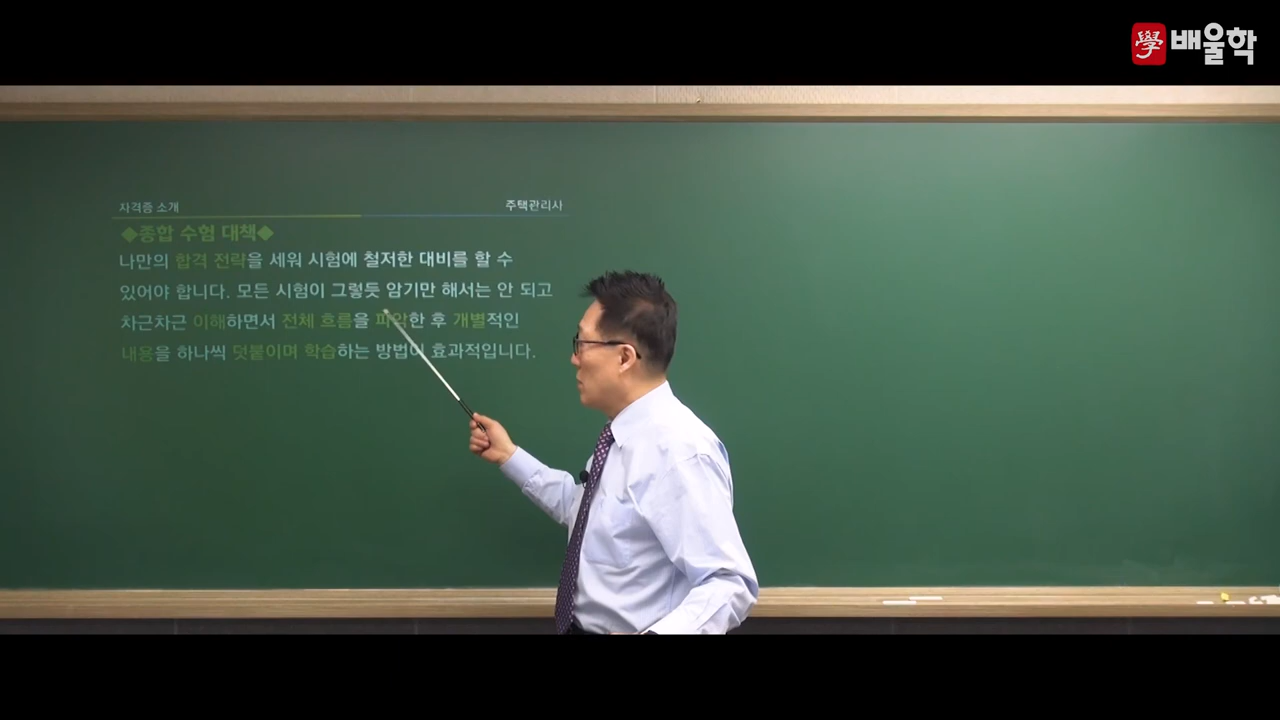 學 배울학
자격증 소개
주택관리사
◆종합 수험 대책◆
나만의 합격 전략을 세워 시험에 철저한 대비를 할 수
있어야 합니다. 모든 시험이 그렇듯 암기만 해서는 안 되고
차근차근 이해하면서 전체 흐름을 파악한 후 개별적인
내용을 하나씩 덧붙이며 학습하는 방법이 효과적입니다.